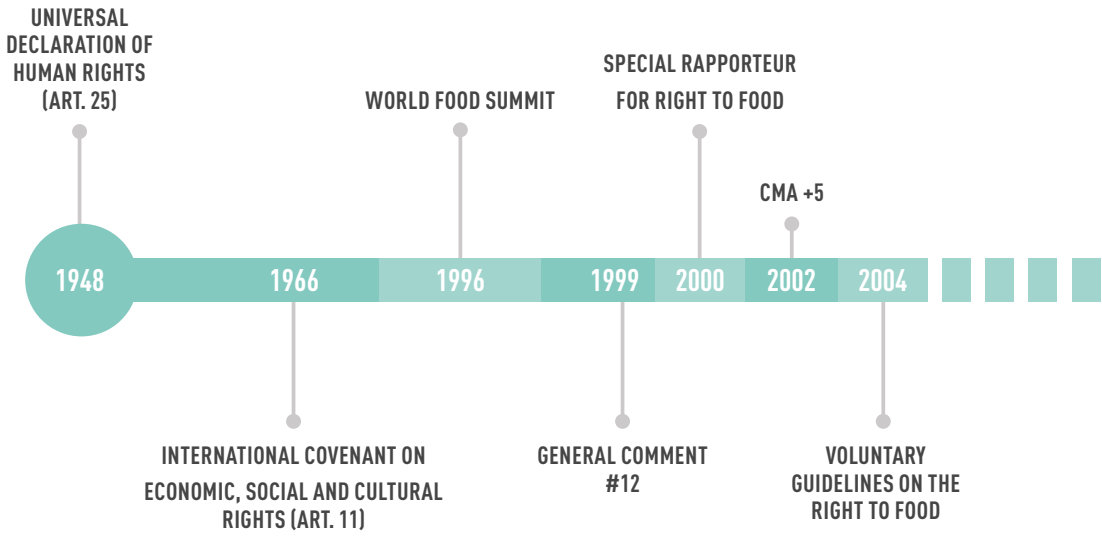 UNIVERSAL
DECLARATION OF
HUMAN RIGHTS
(ART. 25)
WORLD FOOD SUMMIT
SPECIAL RAPPORTEUR
FOR RIGHT TO FOOD
CMA +5
1948
1966
1996
1999
2000
2002
2004
INTERNATIONAL COVENANT ON
ECONOMIC, SOCIAL AND CULTURAL
RIGHTS (ART. 11)
GENERAL COMMENT
#12
VOLUNTARY
GUIDELINES ON THE
RIGHT TO FOOD